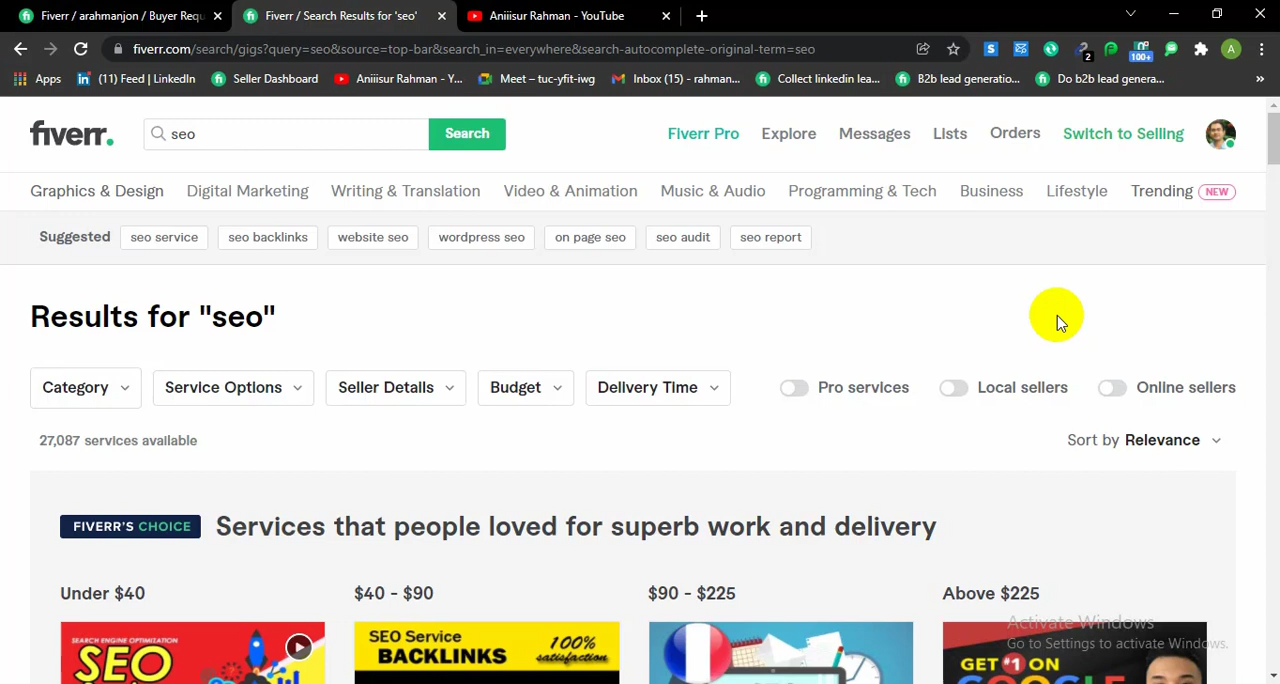 Fiverr / arahmanjon / Buyer Requ
Fiverr / Search Results for 'seo'
Aniiisur Rahman - YouTube
fiverr.com/search/gigs?query=seo&source=top-bar&search_in=everywhere&search-autocomplete-original-term=seo
2
100+
A
Apps
(11) Feed | LinkedIn
Seller Dashboard
Aniiisur Rahman - Y...
Meet – tuc-yfit-iwg
Inbox (15) - rahman...
Collect linkedin lea...
B2b lead generatio...
Do b2b lead genera...
»
fiverr.
seo
Search
Fiverr Pro
Explore
Messages
Lists
Orders
Switch to Selling
Graphics & Design
Digital Marketing
Writing & Translation
Video & Animation
Music & Audio
Programming & Tech
Business
Lifestyle
Trending NEW
Suggested
seo service
seo backlinks
website seo
wordpress seo
on page seo
seo audit
seo report
Results for "seo"
Category
Service Options
Seller Details
Budget
Delivery Time
Pro services
Local sellers
Online sellers
27,087 services available
Sort by Relevance
FIVERR'S CHOICE
Services that people loved for superb work and delivery
Under $40
$40 - $90
$90 - $225
Above $225
Activate Windows
Go to Settings to activate Windows.
SEARCH ENGINE OPTIMIZATION
SEO
SEO Service
BACKLINKS
100%
satisfaction
GET #1 ON
GOOGLE